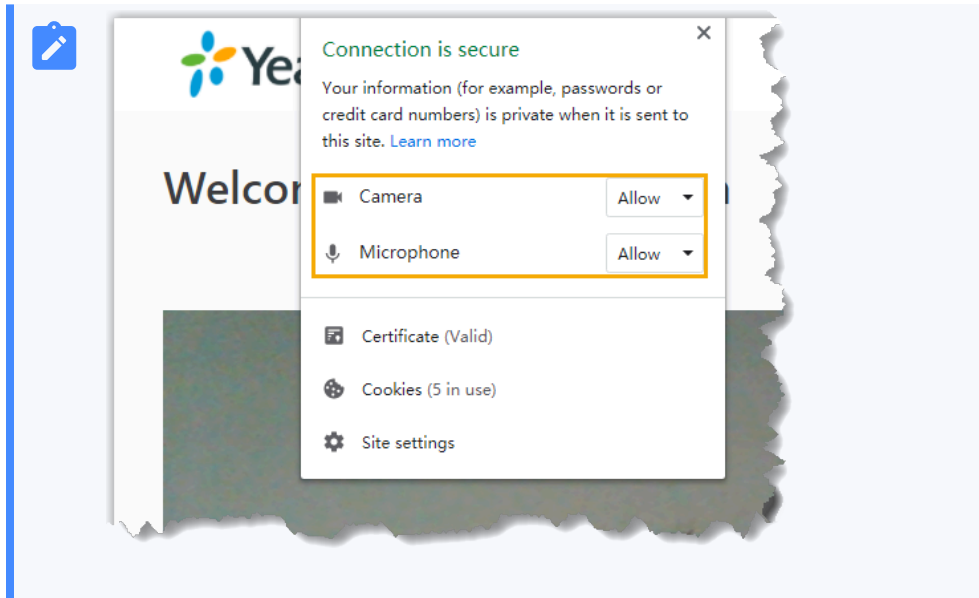 Yea
Connection is secure
Your information (for example, passwords or
credit card numbers) is private when it is sent to
this site. Learn more
Welcor
Camera
Allow
Microphone
Allow
Certificate (Valid)
Cookies (5 in use)
Site settings